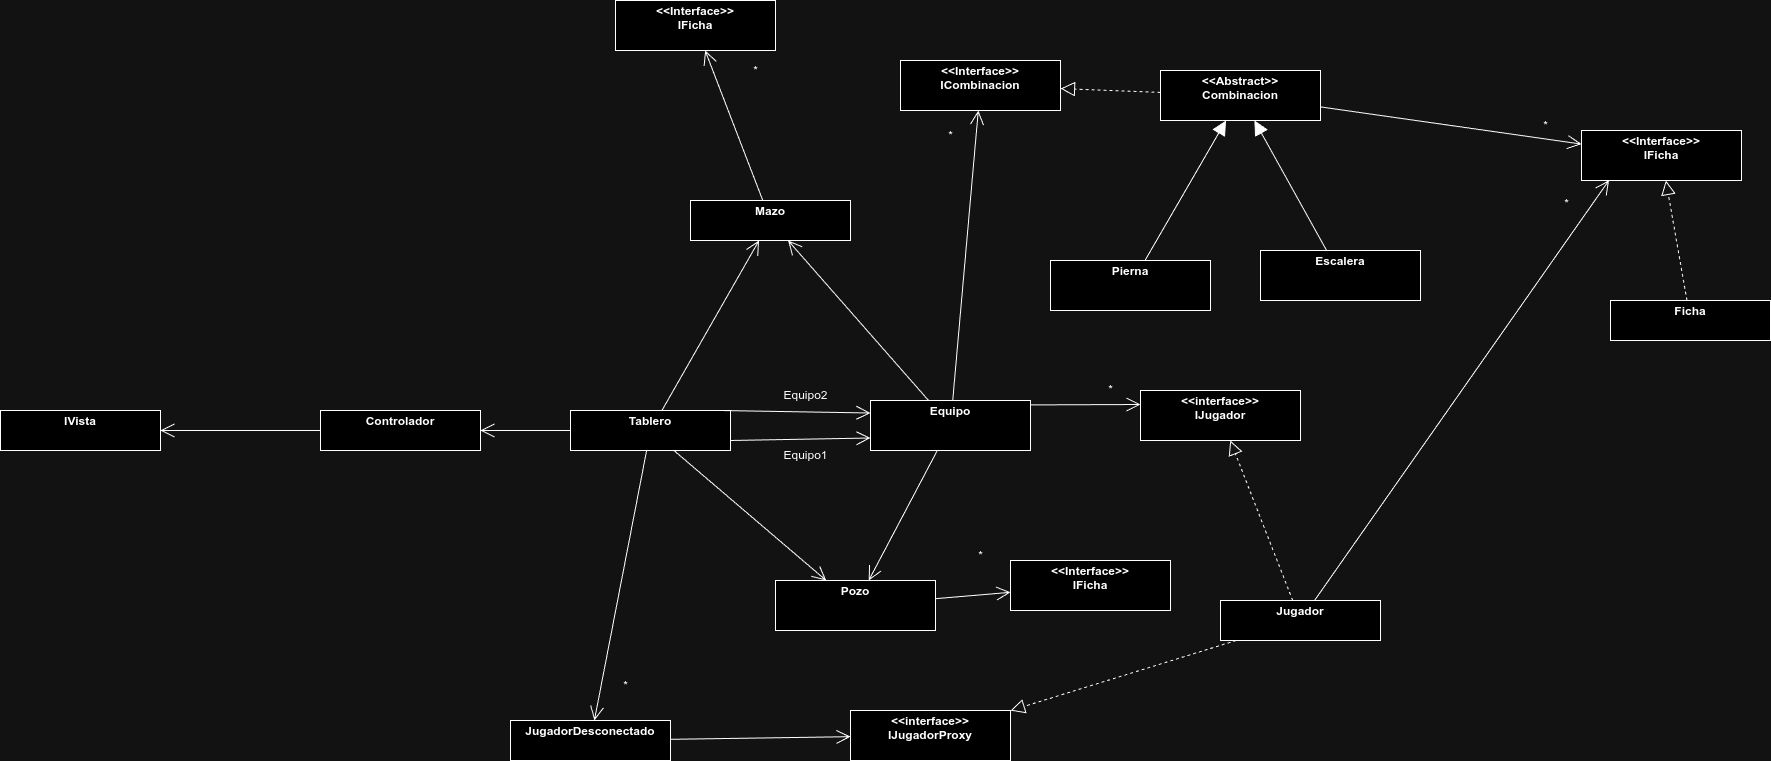 <<Interface>>
IFicha
*
<<Interface>>
ICombinacion
*
<<Abstract>>
Combinacion
*
<<Interface>>
IFicha
*
Mazo
Pierna
Escalera
Ficha
IVista
Controlador
Tablero
Equipo2
Equipo1
Equipo
*
<<interface>>
IJugador
*
<<Interface>>
IFicha
Pozo
Jugador
*
JugadorDesconectado
<<interface>>
IJugadorProxy